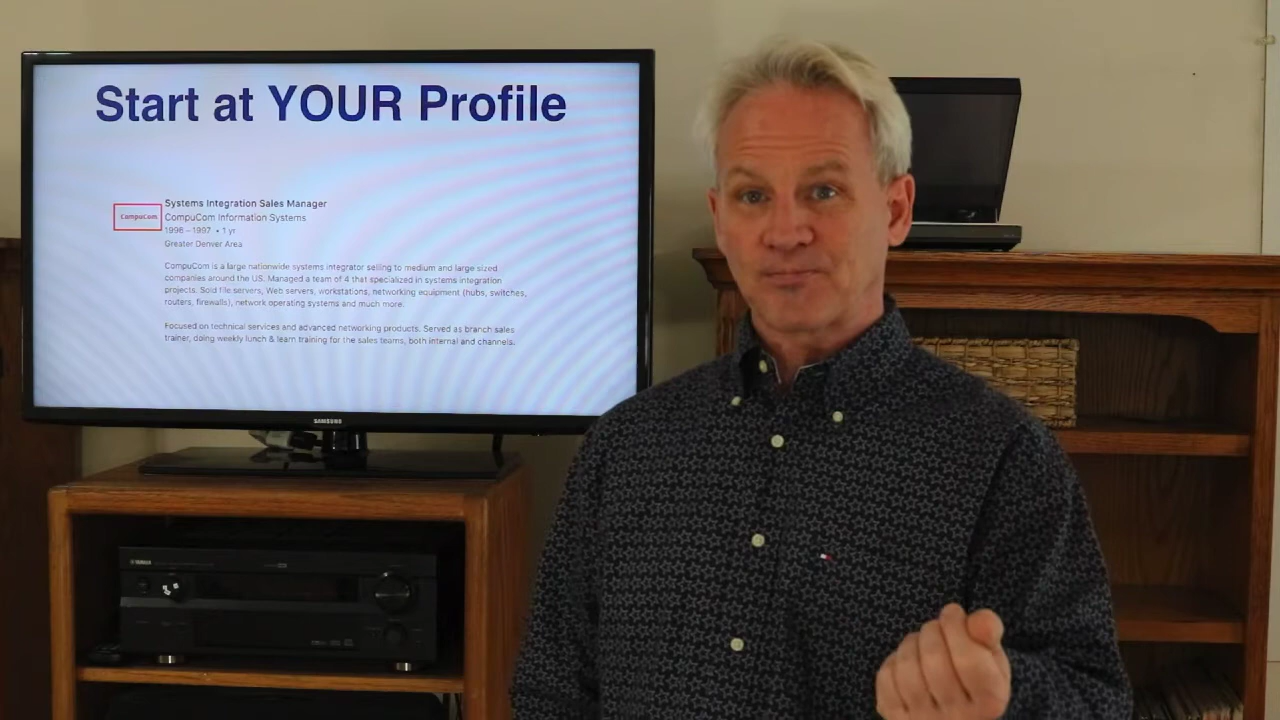 Start at YOUR Profile
CompuCom
Systems Integration Sales Manager
CompuCom Information Systems
1996 – 1997 • 1 yr
Greater Denver Area
CompuCom is a large nationwide systems integrator selling to medium and large sized
companies around the US. Managed a team of 4 that specialized in systems integration
projects. Sold file servers, Web servers, workstations, networking equipment (hubs, switches,
routers, firewalls), network operating systems and much more.
Focused on technical services and advanced networking products. Served as branch sales
trainer, doing weekly lunch & learn training for the sales teams, both internal and channels.
SAMSUNG
YAMAHA